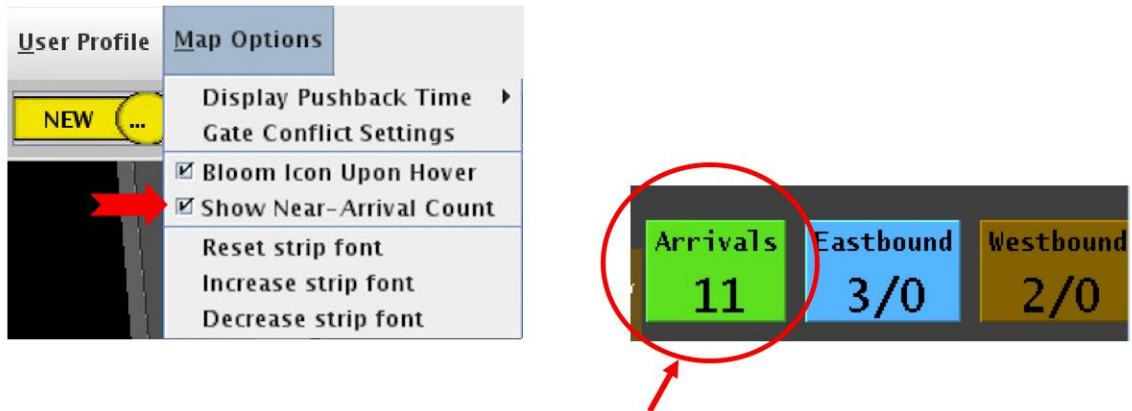 User Profile
Map Options
Display Pushback Time
NEW
...
Gate Conflict Settings
Bloom Icon Upon Hover
Show Near-Arrival Count
Reset strip font
Increase strip font
Decrease strip font
Arrivals
Eastbound
Westbound
11
3/0
2/0